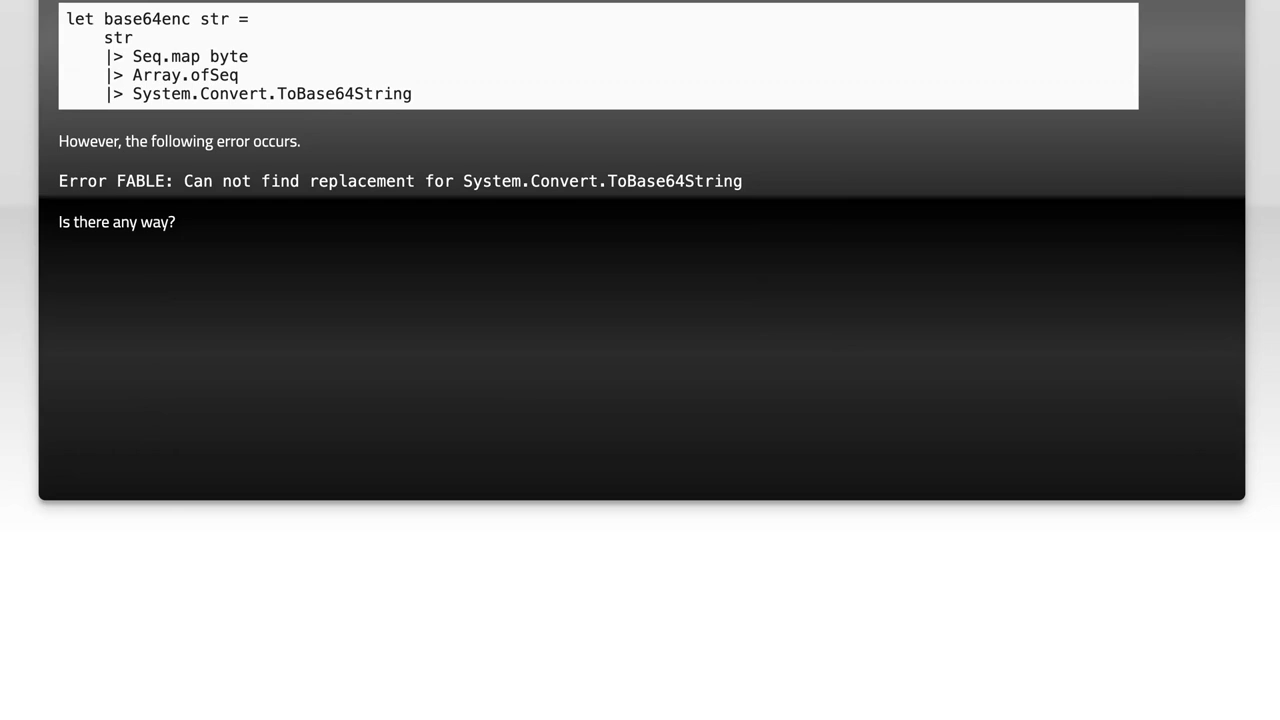 let base64enc str =
    str
    |> Seq.map byte
    |> Array.ofSeq
    |> System.Convert.ToBase64String
However, the following error occurs.
Error FABLE: Can not find replacement for System.Convert.ToBase64String
Is there any way?